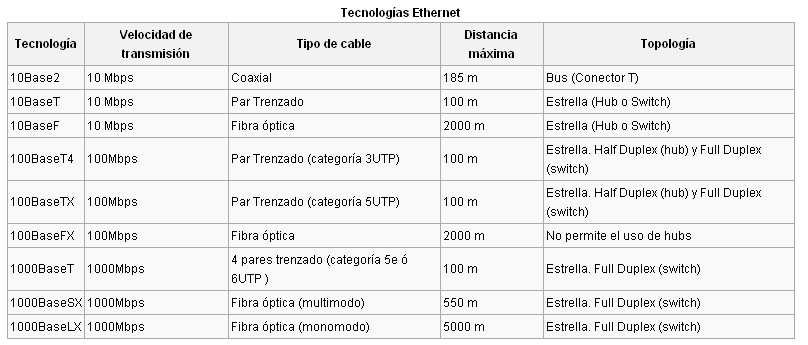 Tecnologías Ethernet
Tecnología Velocidad de transmisión Tipo de cable Distancia máxima Topología
10Base2 10 Mbps Coaxial 185 m Bus (Conector T)
10BaseT 10 Mbps Par Trenzado 100 m Estrella (Hub o Switch)
10BaseF 10 Mbps Fibra óptica 2000 m Estrella (Hub o Switch)
100BaseT4 100Mbps Par Trenzado (categoría 3UTP) 100 m Estrella. Half Duplex (hub) y Full Duplex (switch)
100BaseTX 100Mbps Par Trenzado (categoría 5UTP) 100 m Estrella. Half Duplex (hub) y Full Duplex (switch)
100BaseFX 100Mbps Fibra óptica 2000 m No permite el uso de hubs
1000BaseT 1000Mbps 4 pares trenzado (categoría 5e ó 6UTP ) 100 m Estrella. Full Duplex (switch)
1000BaseSX 1000Mbps Fibra óptica (multimodo) 550 m Estrella. Full Duplex (switch)
1000BaseLX 1000Mbps Fibra óptica (monomodo) 5000 m Estrella. Full Duplex (switch)